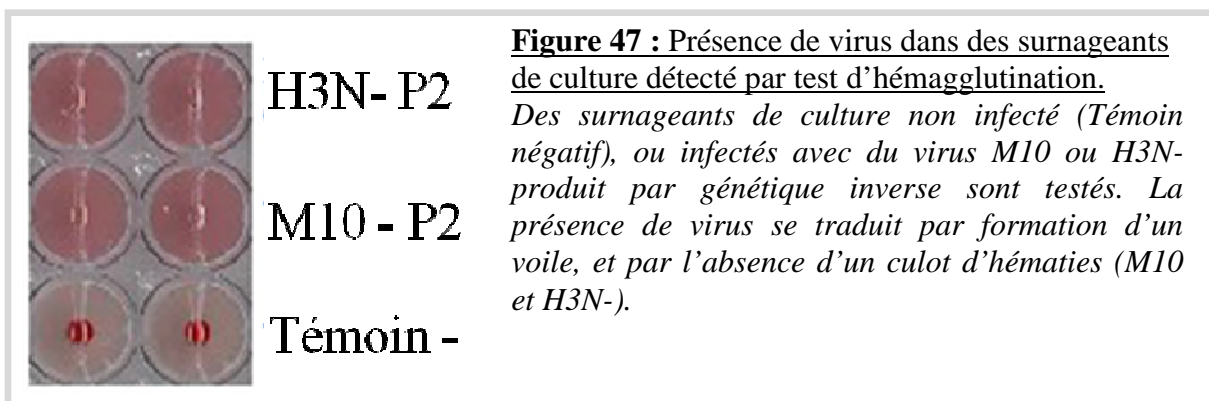 H3N- P2
M10 - P2
Témoin -
Figure 47 : Présence de virus dans des surnageants
de culture détecté par test d’hémagglutination.
Des surnageants de culture non infecté (Témoin
négatif), ou infectés avec du virus M10 ou H3N-
produit par génétique inverse sont testés. La
présence de virus se traduit par formation d’un
voile, et par l’absence d’un culot d’hématies (M10
et H3N-).